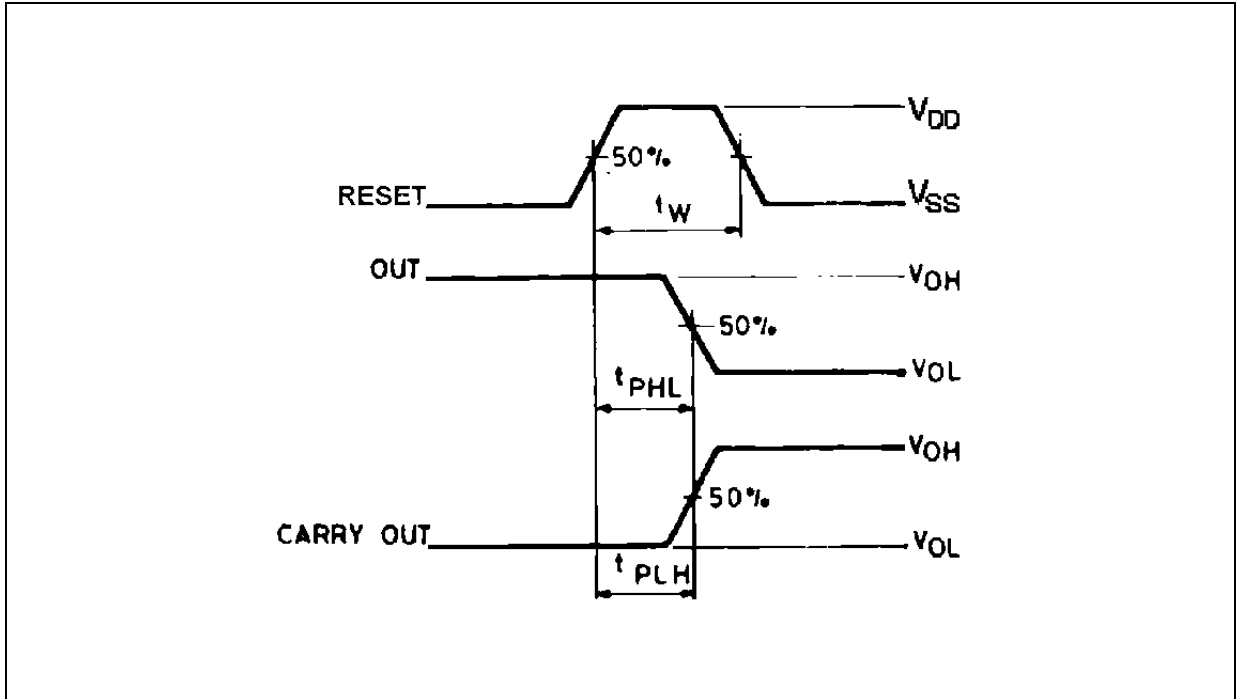 VDD
50%
RESET
VSS
tW
OUT
VOH
50%
VOL
tPHL
VOH
50%
CARRY OUT
VOL
tPLH